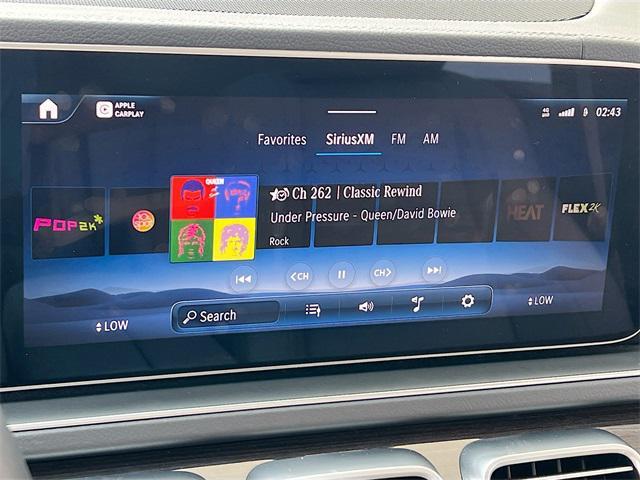 APPLE
CARPLAY
4G
02:43
Favorites SiriusXM FM AM
QUEEN
Ch 262 | Classic Rewind
Under Pressure - Queen/David Bowie
Rock
POP2K*
HEAT
FLEX2K
<CH
CH>
Search
LOW
LOW